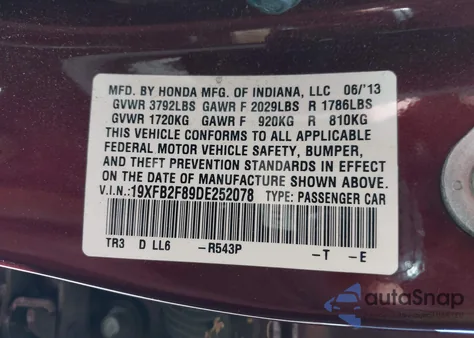 MFD. BY HONDA MFG. OF INDIANA, LLC 06/'13
GVWR 3792LBS GAWR F 2029LBS R 1786LBS
GVWR 1720KG GAWR F 920KG R 810KG
THIS VEHICLE CONFORMS TO ALL APPLICABLE
FEDERAL MOTOR VEHICLE SAFETY, BUMPER,
AND THEFT PREVENTION STANDARDS IN EFFECT
ON THE DATE OF MANUFACTURE SHOWN ABOVE.
V.I.N.:19XFB2F89DE252078 TYPE: PASSENGER CAR
TR3 D LL6 -R543P -T -E
autoSnap